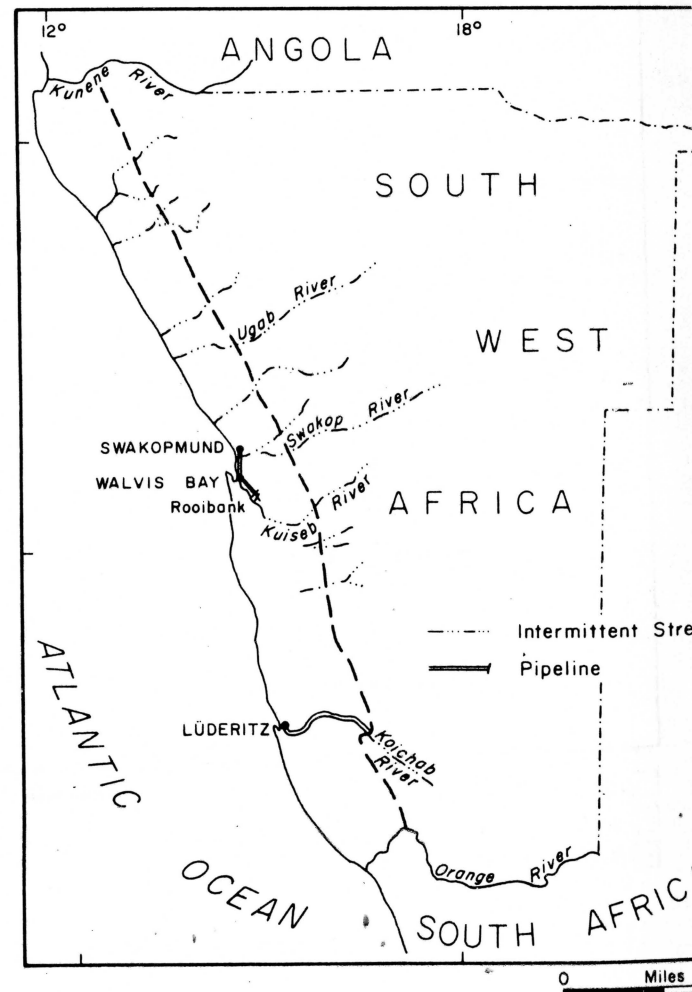 12°
18°
ANGOLA
Kunene River
SOUTH
Ugab River
WEST
Swakop River
SWAKOPMUND
WALVIS BAY
Rooibank
Kuiseb River
AFRICA
Intermittent Stre
Pipeline
ATLANTIC
LÜDERITZ
Koichab
River
OCEAN
Orange River
SOUTH AFRIC
0 Miles